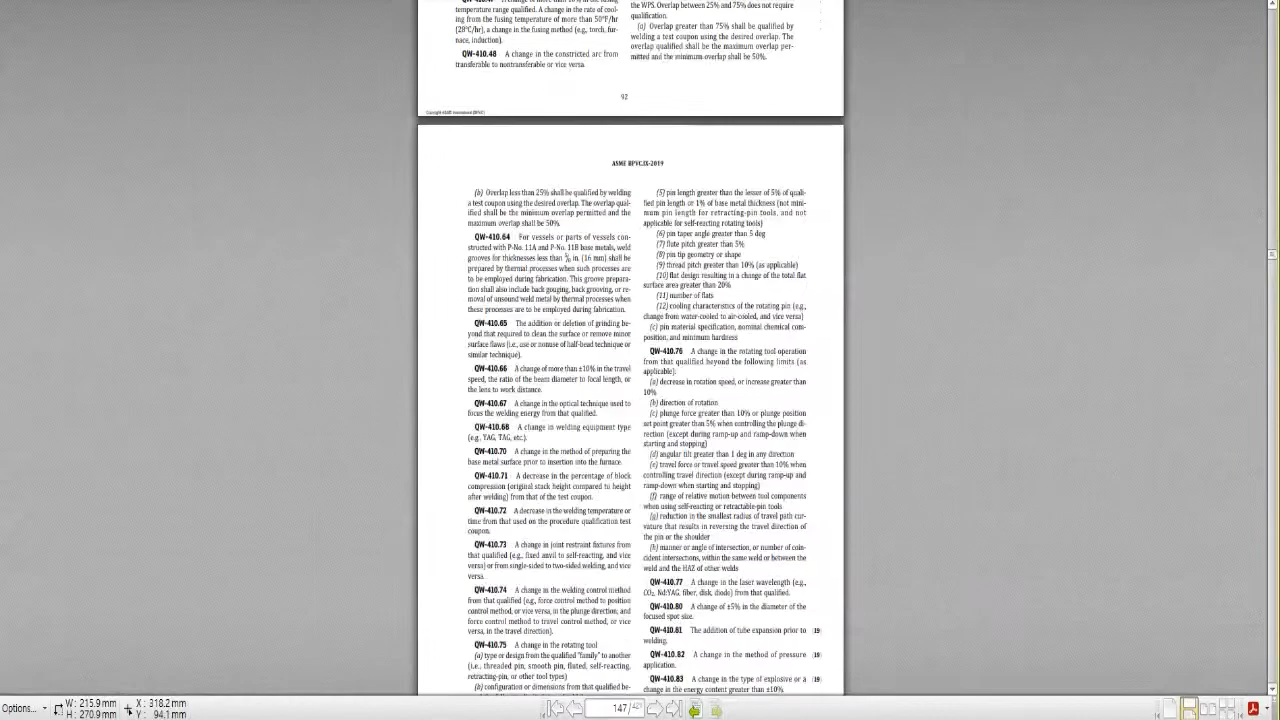 temperature range qualified. A change in the rate of cool-
ing from the fusing temperature of more than 50°F/hr
(28°C/hr), a change in the fusing method (e.g., torch, fur-
nace, induction).
QW-410.48 A change in the constricted arc from
transferable to nontransferable or vice versa.
the WPS. Overlap between 25% and 75% does not require
qualification.
(a) Overlap greater than 75% shall be qualified by
welding a test coupon using the desired overlap. The
overlap qualified shall be the maximum overlap per-
mitted and the minimum overlap shall be 50%.
92
ASME BPVC.IX-2019
(b) Overlap less than 25% shall be qualified by welding
a test coupon using the desired overlap. The overlap qual-
ified shall be the minimum overlap permitted and the
maximum overlap shall be 50%.
QW-410.64 For vessels or parts of vessels con-
structed with P-No. 11A and P-No. 11B base metals, weld
grooves for thicknesses less than 5/8 in. (16 mm) shall be
prepared by thermal processes when such processes are
to be employed during fabrication. This groove prepara-
tion shall also include back gouging, back grooving, or re-
moval of unsound weld metal by thermal processes when
these processes are to be employed during fabrication.
QW-410.65 The addition or deletion of grinding be-
yond that required to clean the surface or remove minor
surface flaws (i.e., use or nonuse of half-bead technique or
similar technique).
QW-410.66 A change of more than ±10% in the travel
speed, the ratio of the beam diameter to focal length, or
the lens to work distance.
QW-410.67 A change in the optical technique used to
focus the welding energy from that qualified.
QW-410.68 A change in welding equipment type
(e.g., YAG, TAG, etc.).
QW-410.70 A change in the method of preparing the
base metal surface prior to insertion into the furnace.
QW-410.71 A decrease in the percentage of block
compression (original stack height compared to height
after welding) from that of the test coupon.
QW-410.72 A decrease in the welding temperature or
time from that used on the procedure qualification test
coupon.
QW-410.73 A change in joint restraint fixtures from
that qualified (e.g., fixed anvil to self-reacting, and vice
versa) or from single-sided to two-sided welding, and vice
versa.
QW-410.74 A change in the welding control method
from that qualified (e.g., force control method to position
control method, or vice versa, in the plunge direction; and
force control method to travel control method, or vice
versa, in the travel direction).
QW-410.75 A change in the rotating tool
(a) type or design from the qualified "family" to another
(i.e., threaded pin, smooth pin, fluted, self-reacting,
retracting-pin, or other tool types)
(b) configuration or dimensions from that qualified be-
(5) pin length greater than the lesser of 5% of quali-
fied pin length or 1% of base metal thickness (not mini-
mum pin length for retracting-pin tools, and not
applicable for self-reacting rotating tools)
(6) pin taper angle greater than 5 deg
(7) flute pitch greater than 5%
(8) pin tip geometry or shape
(9) thread pitch greater than 10% (as applicable)
(10) flat design resulting in a change of the total flat
surface area greater than 20%
(11) number of flats
(12) cooling characteristics of the rotating pin (e.g.,
change from water-cooled to air-cooled, and vice versa)
(c) pin material specification, nominal chemical com-
position, and minimum hardness
QW-410.76 A change in the rotating tool operation
from that qualified beyond the following limits (as
applicable):
(a) decrease in rotation speed, or increase greater than
10%
(b) direction of rotation
(c) plunge force greater than 10% or plunge position
set point greater than 5% when controlling the plunge di-
rection (except during ramp-up and ramp-down when
starting and stopping)
(d) angular tilt greater than 1 deg in any direction
(e) travel force or travel speed greater than 10% when
controlling travel direction (except during ramp-up and
ramp-down when starting and stopping)
(f) range of relative motion between tool components
when using self-reacting or retractable-pin tools
(g) reduction in the smallest radius of travel path cur-
vature that results in reversing the travel direction of
the pin or the shoulder
(h) manner or angle of intersection, or number of coin-
cident intersections, within the same weld or between the
weld and the HAZ of other welds
QW-410.77 A change in the laser wavelength (e.g.,
CO2, Nd/YAG, fiber, disk, diode) from that qualified.
QW-410.80 A change of ±5% in the diameter of the
focused spot size.
QW-410.81 The addition of tube expansion prior to (19)
welding.
QW-410.82 A change in the method of pressure (19)
application.
QW-410.83 A change in the type of explosive or a (19)
change in the energy content greater than ±10%.
W: 215.9 mm X: 318.2 mm
H: 270.9 mm Y: 94.1 mm
147